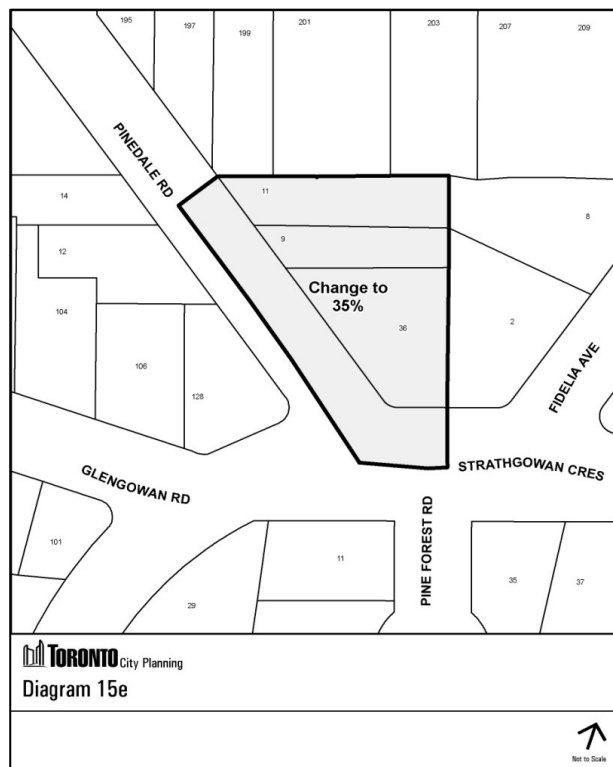 195
197
199
201
203
207
209
PINEDALE RD
14
11
8
12
9
Change to
35%
104
36
2
106
128
FIDELIA AVE
STRATHGOWAN CRES
GLENGOWAN RD
PINE FOREST RD
101
11
35
37
29
TORONTO City Planning
Diagram 15e
Not to Scale